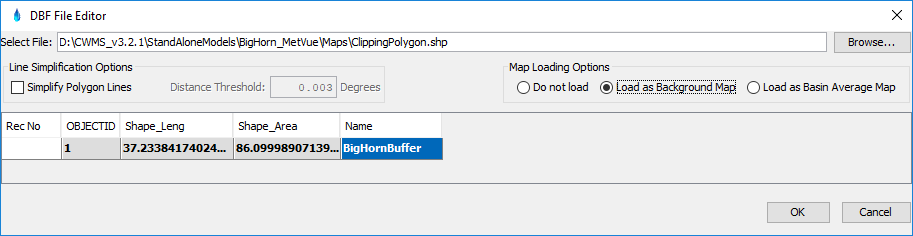 DBF File Editor
Select File: D:\CWMS_v3.2.1\StandAloneModels\BigHorn_MetVue\Maps\ClippingPolygon.shp Browse...
Line Simplification Options
Simplify Polygon Lines Distance Threshold: 0.003 Degrees
Map Loading Options
Do not load Load as Background Map Load as Basin Average Map
Rec No OBJECTID Shape_Leng Shape_Area Name
1 37.23384174024... 86.09998907139... BigHornBuffer
OK Cancel